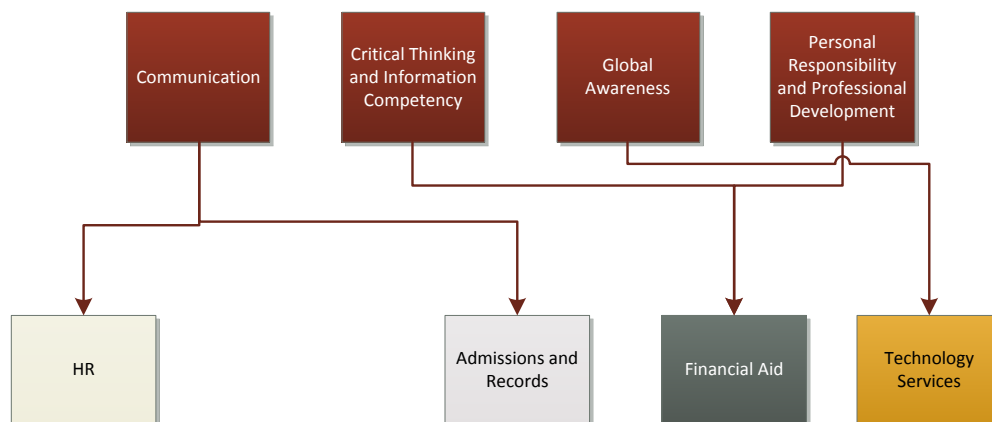 Communication
Critical Thinking
and Information
Competency
Global
Awareness
Personal
Responsibility
and Professional
Development
HR
Admissions and
Records
Financial Aid
Technology
Services